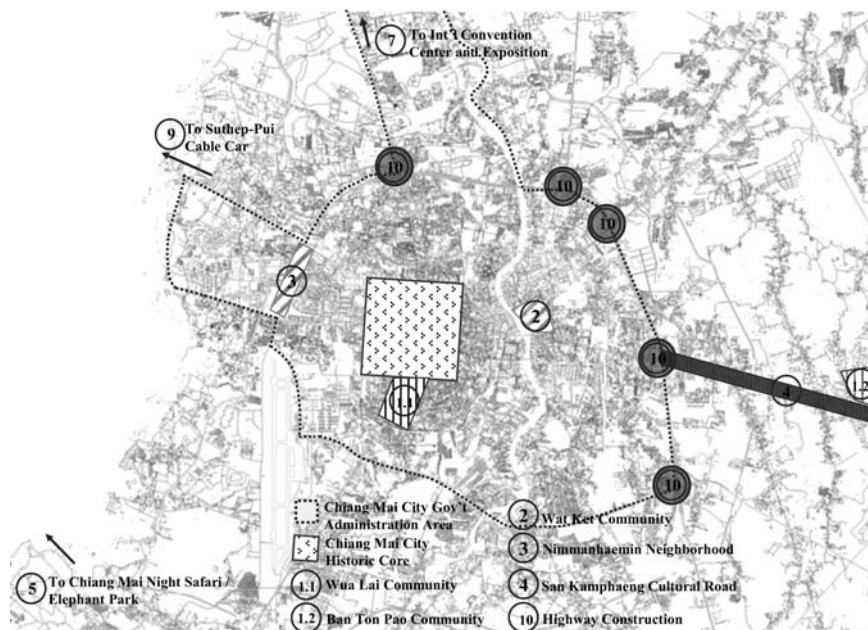 7
To Int'l Convention
Center and Exposition
9
To Suthep-Pui
Cable Car
10
10
10
3
2
10
4
1.2
1.1
10
Chiang Mai City Gov't
Administration Area
Chiang Mai City
Historic Core
1.1 Wua Lai Community
1.2 Ban Ton Pao Community
2 Wat Ket Community
3 Nimmanhaemin Neighborhood
4 San Kamphaeng Cultural Road
10 Highway Construction
5
To Chiang Mai Night Safari /
Elephant Park